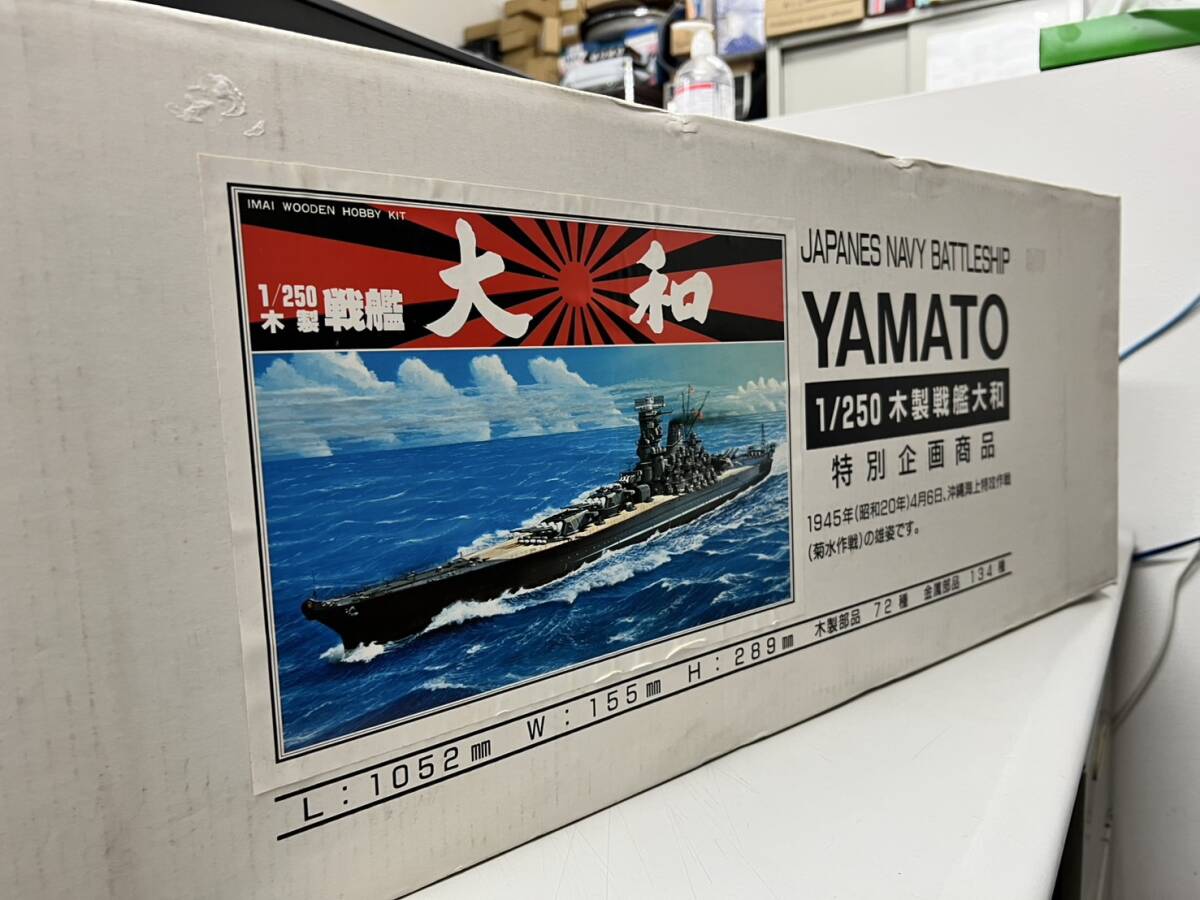 IMAI WOODEN HOBBY KIT
1/250
木製
戦艦
大和
JAPANES NAVY BATTLESHIP
YAMATO
1/250 木製戦艦大和
特別企画商品
1945年(昭和20年)4月6日、沖縄海上特攻作戦
(菊水作戦)の雄姿です。
L:1052㎜ W:155㎜ H:289㎜ 木製部品 72種 金属部品 134種